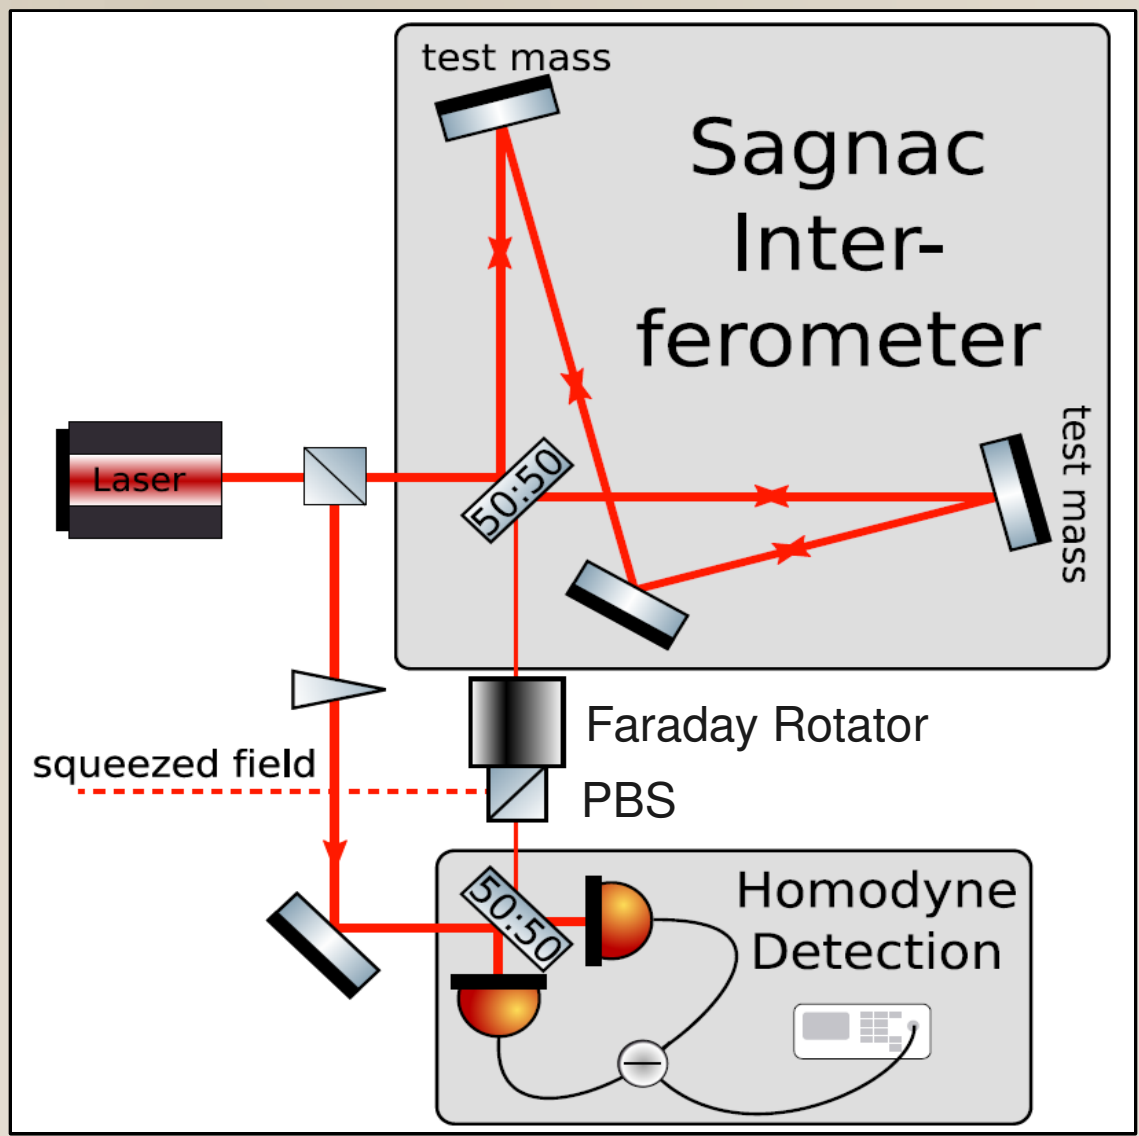 test mass
Sagnac
Inter-
ferometer
test mass
Laser
50:50
Faraday Rotator
squeezed field
PBS
50:50
Homodyne
Detection